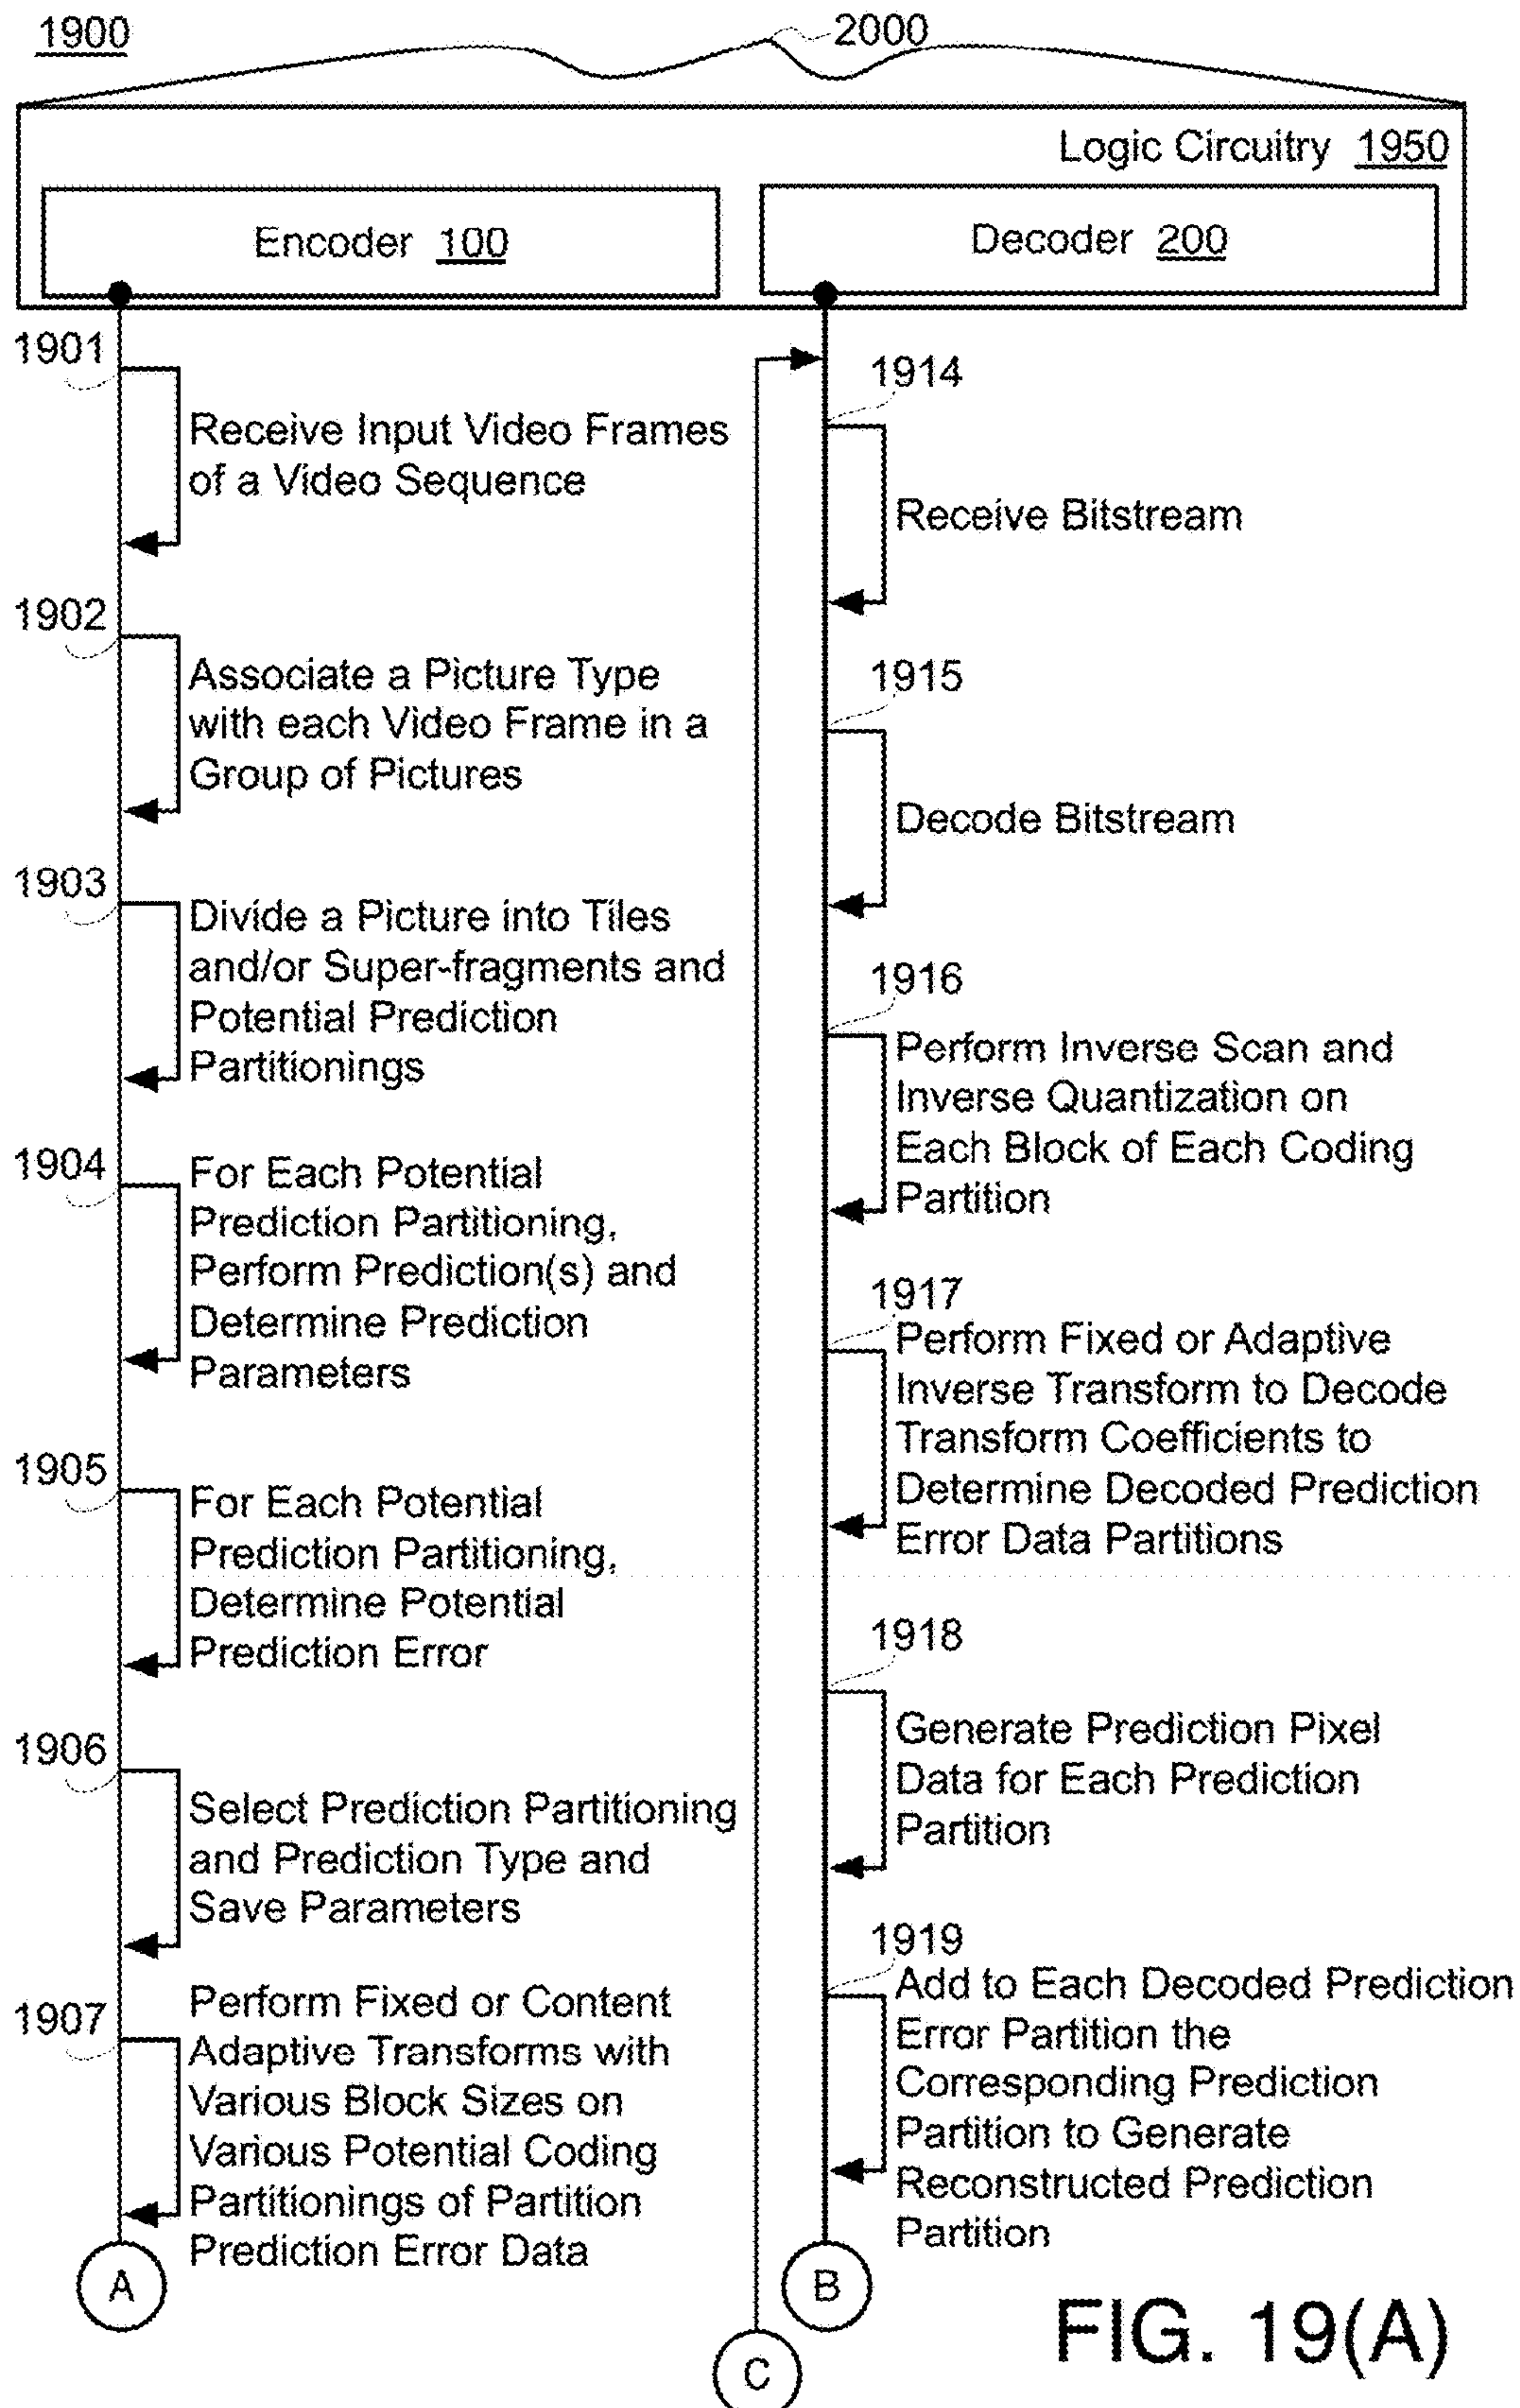 1900
2000
Logic Circuitry 1950
Encoder 100
Decoder 200
1901
Receive Input Video Frames
of a Video Sequence
1902
Associate a Picture Type
with each Video Frame in a
Group of Pictures
1903
Divide a Picture into Tiles
and/or Super-fragments and
Potential Prediction
Partitionings
1904
For Each Potential
Prediction Partitioning,
Perform Prediction(s) and
Determine Prediction
Parameters
1905
For Each Potential
Prediction Partitioning,
Determine Potential
Prediction Error
1906
Select Prediction Partitioning
and Prediction Type and
Save Parameters
1907
Perform Fixed or Content
Adaptive Transforms with
Various Block Sizes on
Various Potential Coding
Partitionings of Partition
Prediction Error Data
A
1914
Receive Bitstream
1915
Decode Bitstream
1916
Perform Inverse Scan and
Inverse Quantization on
Each Block of Each Coding
Partition
1917
Perform Fixed or Adaptive
Inverse Transform to Decode
Transform Coefficients to
Determine Decoded Prediction
Error Data Partitions
1918
Generate Prediction Pixel
Data for Each Prediction
Partition
1919
Add to Each Decoded Prediction
Error Partition the
Corresponding Prediction
Partition to Generate
Reconstructed Prediction
Partition
B
C
FIG. 19(A)